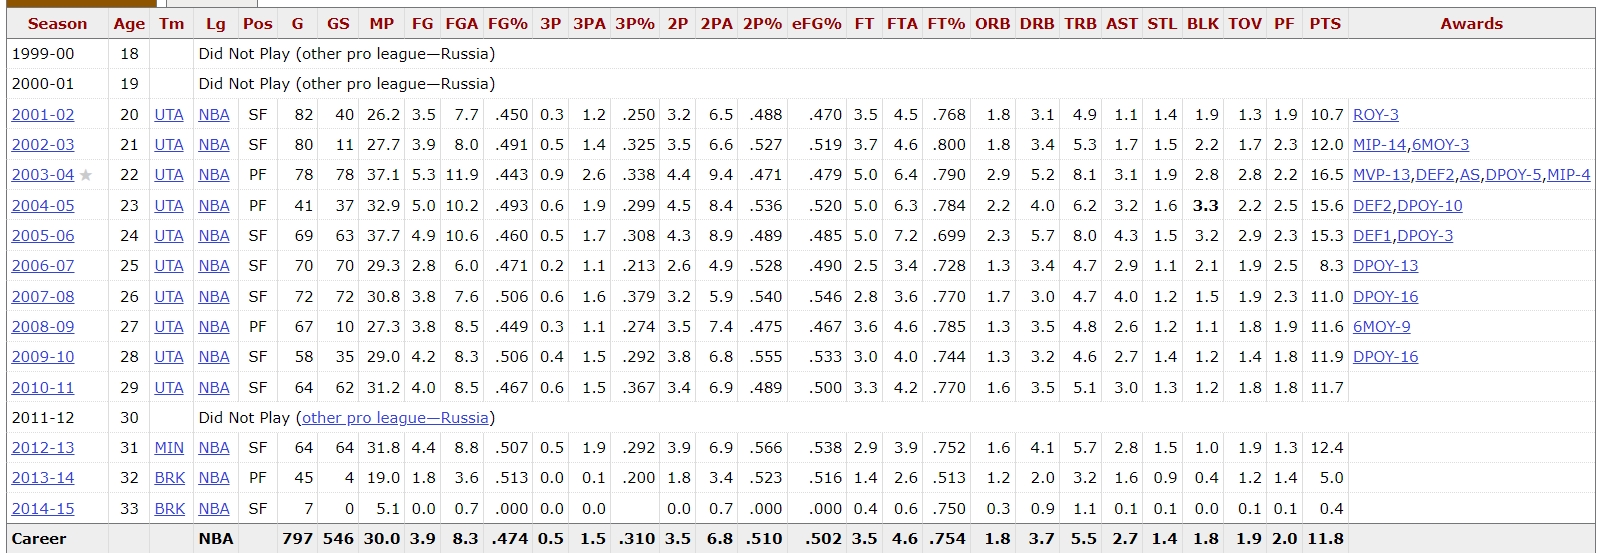 Season Age Tm Lg Pos G GS MP FG FGA FG% 3P 3PA 3P% 2P 2PA 2P% eFG% FT FTA FT% ORB DRB TRB AST STL BLK TOV PF PTS Awards
1999-00 18 Did Not Play (other pro league—Russia)
2000-01 19 Did Not Play (other pro league—Russia)
2001-02 20 UTA NBA SF 82 40 26.2 3.5 7.7 .450 0.3 1.2 .250 3.2 6.5 .488 .470 3.5 4.5 .768 1.8 3.1 4.9 1.1 1.4 1.9 1.3 1.9 10.7 ROY-3
2002-03 21 UTA NBA SF 80 11 27.7 3.9 8.0 .491 0.5 1.4 .325 3.5 6.6 .527 .519 3.7 4.6 .800 1.8 3.4 5.3 1.7 1.5 2.2 1.7 2.3 12.0 MIP-14,6MOY-3
2003-04 ★ 22 UTA NBA PF 78 78 37.1 5.3 11.9 .443 0.9 2.6 .338 4.4 9.4 .471 .479 5.0 6.4 .790 2.9 5.2 8.1 3.1 1.9 2.8 2.8 2.2 16.5 MVP-13,DEF2,AS,DPOY-5,MIP-4
2004-05 23 UTA NBA PF 41 37 32.9 5.0 10.2 .493 0.6 1.9 .299 4.5 8.4 .536 .520 5.0 6.3 .784 2.2 4.0 6.2 3.2 1.6 3.3 2.2 2.5 15.6 DEF2,DPOY-10
2005-06 24 UTA NBA SF 69 63 37.7 4.9 10.6 .460 0.5 1.7 .308 4.3 8.9 .489 .485 5.0 7.2 .699 2.3 5.7 8.0 4.3 1.5 3.2 2.9 2.3 15.3 DEF1,DPOY-3
2006-07 25 UTA NBA SF 70 70 29.3 2.8 6.0 .471 0.2 1.1 .213 2.6 4.9 .528 .490 2.5 3.4 .728 1.3 3.4 4.7 2.9 1.1 2.1 1.9 2.5 8.3 DPOY-13
2007-08 26 UTA NBA SF 72 72 30.8 3.8 7.6 .506 0.6 1.6 .379 3.2 5.9 .540 .546 2.8 3.6 .770 1.7 3.0 4.7 4.0 1.2 1.5 1.9 2.3 11.0 DPOY-16
2008-09 27 UTA NBA PF 67 10 27.3 3.8 8.5 .449 0.3 1.1 .274 3.5 7.4 .475 .467 3.6 4.6 .785 1.3 3.5 4.8 2.6 1.2 1.1 1.8 1.9 11.6 6MOY-9
2009-10 28 UTA NBA SF 58 35 29.0 4.2 8.3 .506 0.4 1.5 .292 3.8 6.8 .555 .533 3.0 4.0 .744 1.3 3.2 4.6 2.7 1.4 1.2 1.4 1.8 11.9 DPOY-16
2010-11 29 UTA NBA SF 64 62 31.2 4.0 8.5 .467 0.6 1.5 .367 3.4 6.9 .489 .500 3.3 4.2 .770 1.6 3.5 5.1 3.0 1.3 1.2 1.8 1.8 11.7
2011-12 30 Did Not Play (other pro league—Russia)
2012-13 31 MIN NBA SF 64 64 31.8 4.4 8.8 .507 0.5 1.9 .292 3.9 6.9 .566 .538 2.9 3.9 .752 1.6 4.1 5.7 2.8 1.5 1.0 1.9 1.3 12.4
2013-14 32 BRK NBA PF 45 4 19.0 1.8 3.6 .513 0.0 0.1 .200 1.8 3.4 .523 .516 1.4 2.6 .513 1.2 2.0 3.2 1.6 0.9 0.4 1.2 1.4 5.0
2014-15 33 BRK NBA SF 7 0 5.1 0.0 0.7 .000 0.0 0.0 0.0 0.7 .000 .000 0.4 0.6 .750 0.3 0.9 1.1 0.1 0.1 0.0 0.1 0.1 0.4
Career NBA 797 546 30.0 3.9 8.3 .474 0.5 1.5 .310 3.5 6.8 .510 .502 3.5 4.6 .754 1.8 3.7 5.5 2.7 1.4 1.8 1.9 2.0 11.8